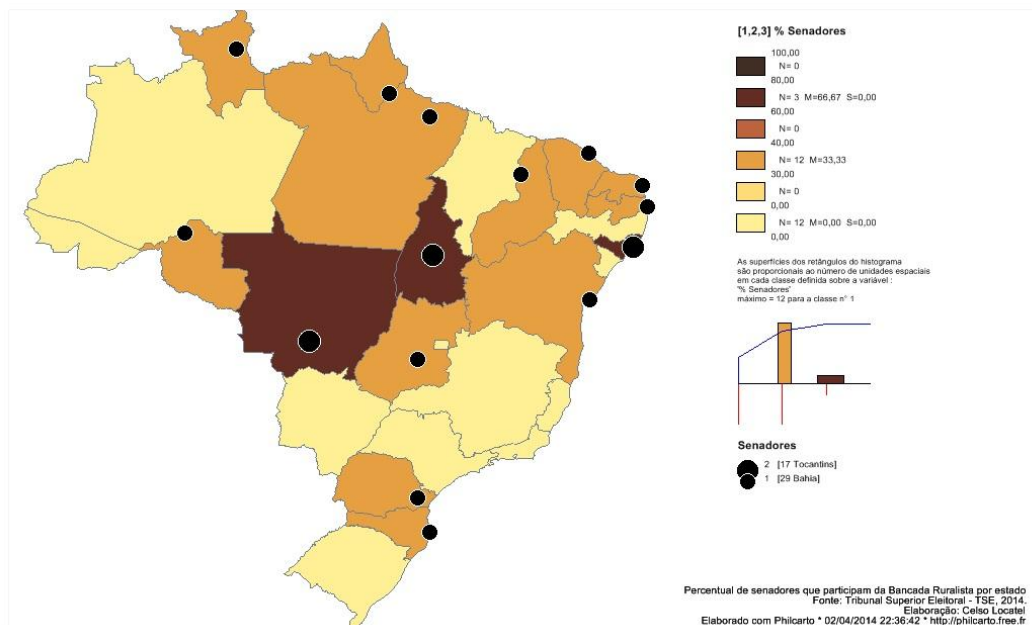 [1,2,3] % Senadores
100,00
N= 0
80,00
N= 3 M=66,67 S=0,00
60,00
N= 0
40,00
N= 12 M=33,33
30,00
N= 0
0,00
N= 12 M=0,00 S=0,00
0,00
As superfícies dos retângulos do histograma
são proporcionais ao número de unidades espaciais
em cada classe definida sobre a variável :
'% Senadores'
máximo = 12 para a classe n° 1
Senadores
2 [17 Tocantins]
1 [29 Bahia]
Percentual de senadores que participam da Bancada Ruralista por estado
Fonte: Tribunal Superior Eleitoral - TSE, 2014.
Elaboração: Celso Locatel
Elaborado com Philcarto * 02/04/2014 22:36:42 * http://philcarto.free.fr